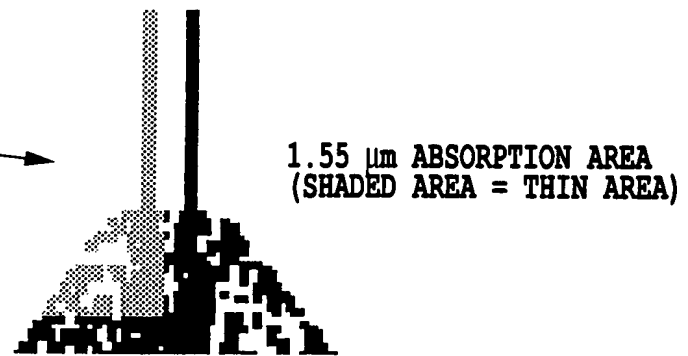 1.55 μm ABSORPTION AREA
(SHADED AREA = THIN AREA)